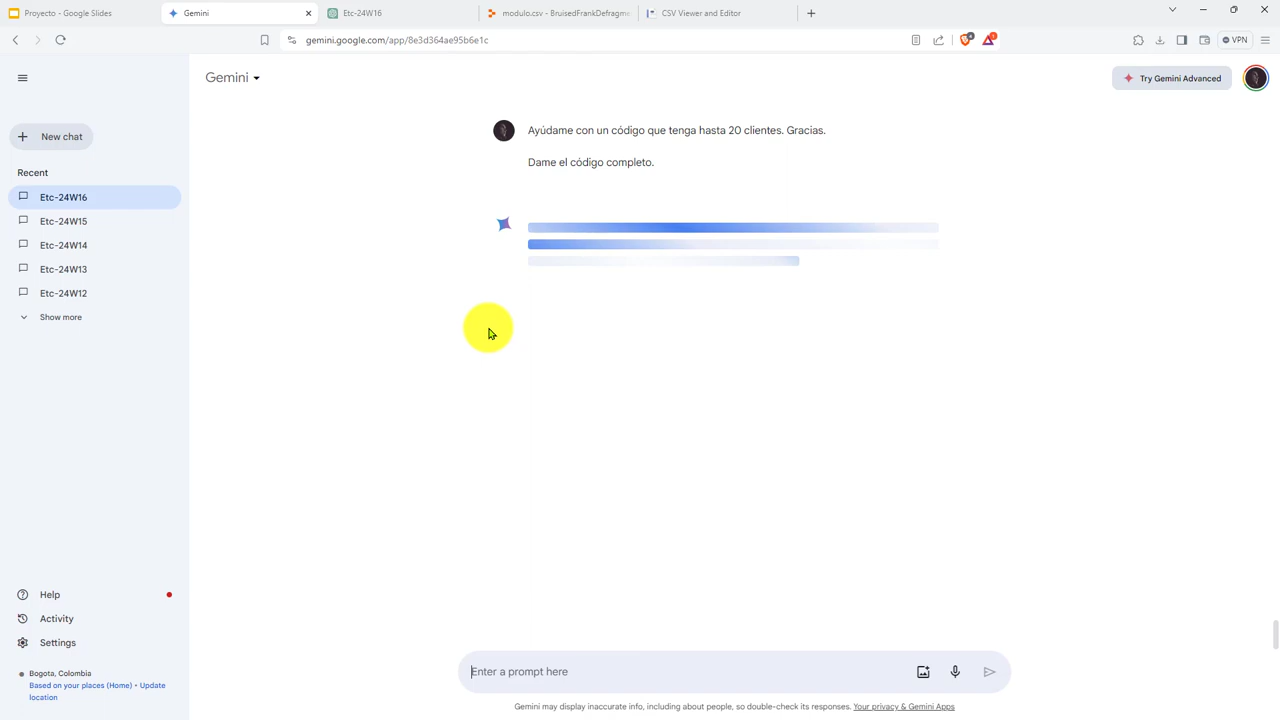 Proyecto - Google Slides
Gemini
Etc-24W16
modulo.csv - BruisedFrankDefragme
CSV Viewer and Editor
gemini.google.com/app/8e3d364ae95b6e1c
VPN
Gemini
Try Gemini Advanced
New chat
Recent
Etc-24W16
Etc-24W15
Etc-24W14
Etc-24W13
Etc-24W12
Show more
Ayúdame con un código que tenga hasta 20 clientes. Gracias.
Dame el código completo.
Help
Activity
Settings
Bogota, Colombia
Based on your places (Home) • Update
location
Enter a prompt here
Gemini may display inaccurate info, including about people, so double-check its responses. Your privacy & Gemini Apps